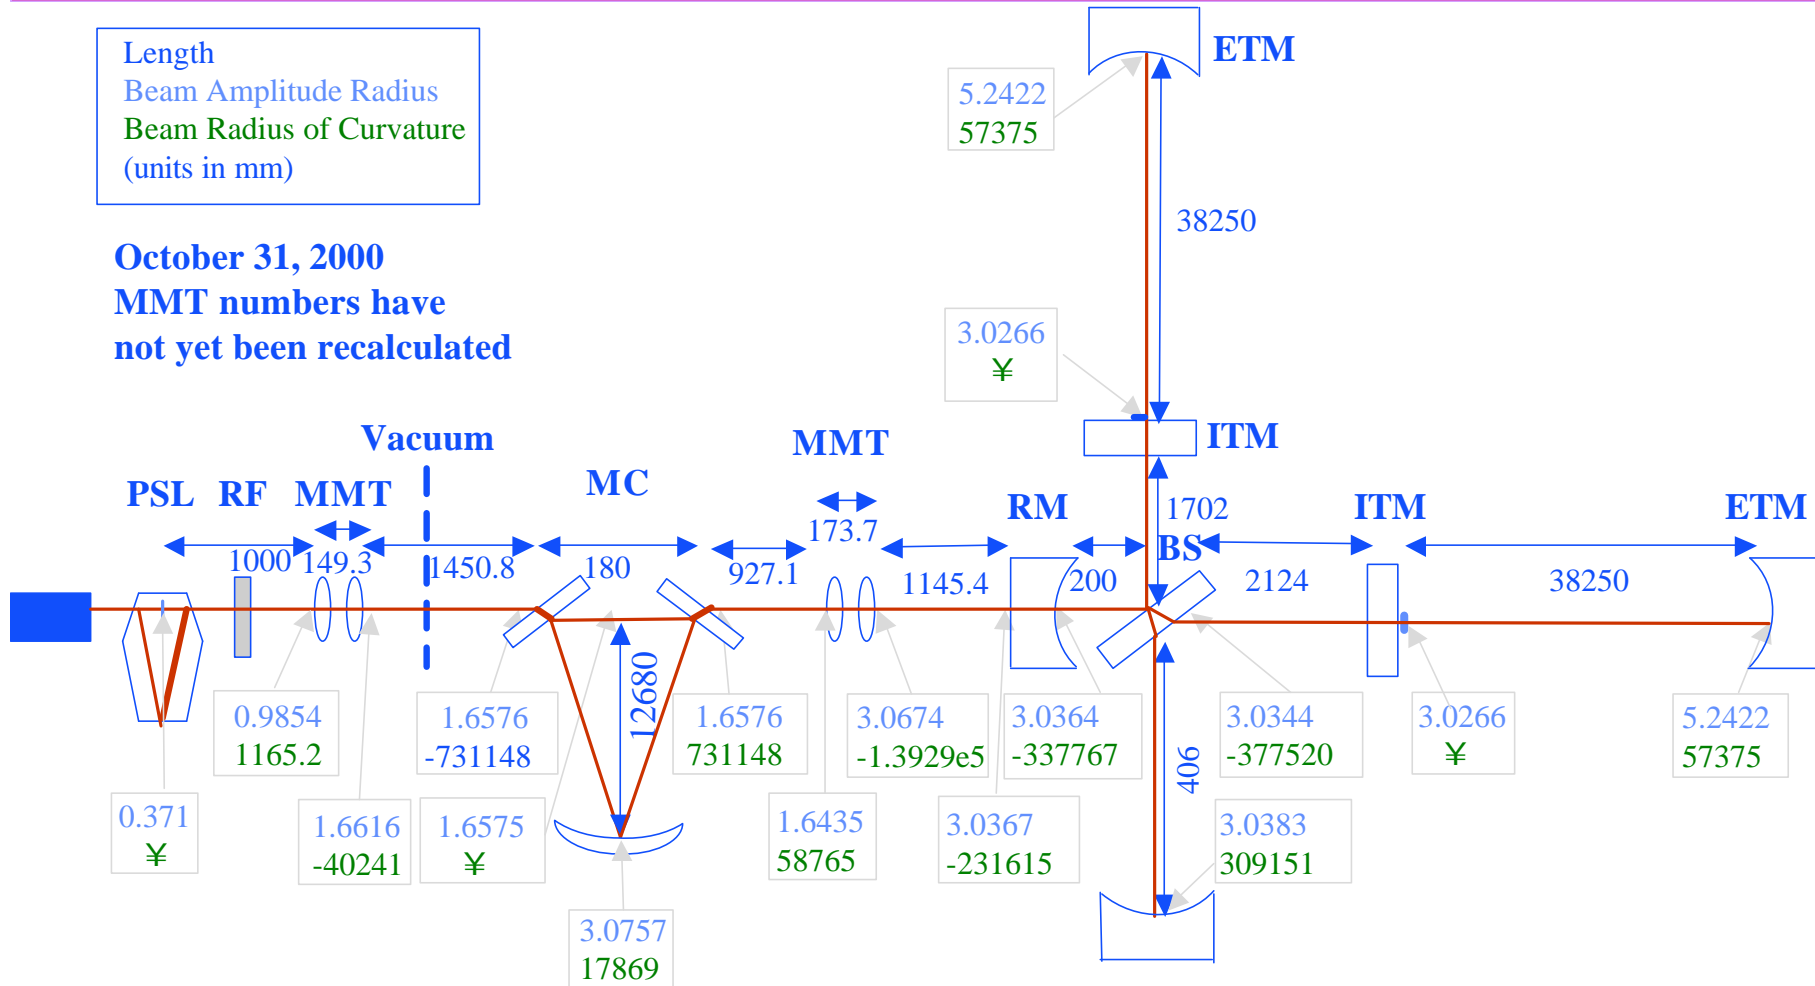 Length
Beam Amplitude Radius
Beam Radius of Curvature
(units in mm)
October 31, 2000
MMT numbers have
not yet been recalculated
ETM
5.2422
57375
38250
3.0266
¥
ITM
1702
Vacuum
PSL
RF
MMT
MC
MMT
RM
BS
ITM
ETM
1000
149.3
1450.8
180
927.1
173.7
1145.4
200
2124
38250
12680
406
0.9854
1165.2
1.6576
-731148
1.6576
731148
3.0674
-1.3929e5
3.0364
-337767
3.0344
-377520
3.0266
¥
5.2422
57375
0.371
¥
1.6616
-40241
1.6575
¥
1.6435
58765
3.0367
-231615
3.0383
309151
3.0757
17869